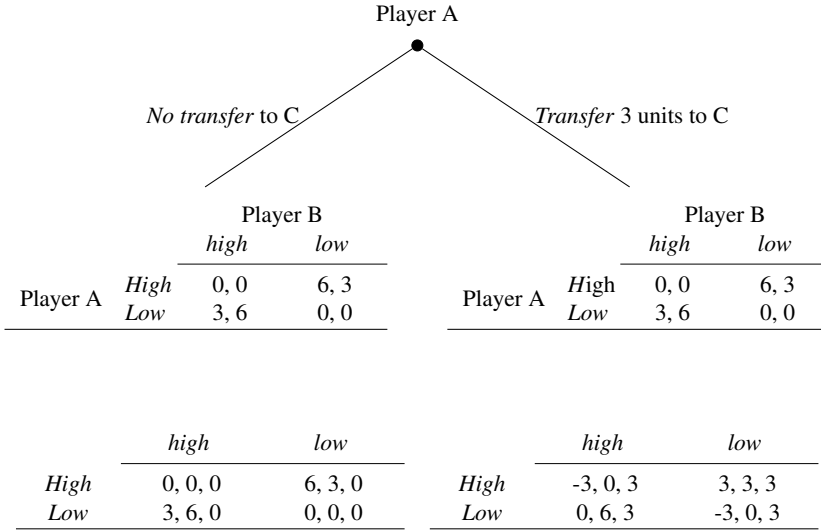 Player A
No transfer to C
Transfer 3 units to C
Player B
high low
Player A High 0, 0 6, 3
Low 3, 6 0, 0
Player B
high low
Player A High 0, 0 6, 3
Low 3, 6 0, 0
high low
High 0, 0, 0 6, 3, 0
Low 3, 6, 0 0, 0, 0
high low
High -3, 0, 3 3, 3, 3
Low 0, 6, 3 -3, 0, 3